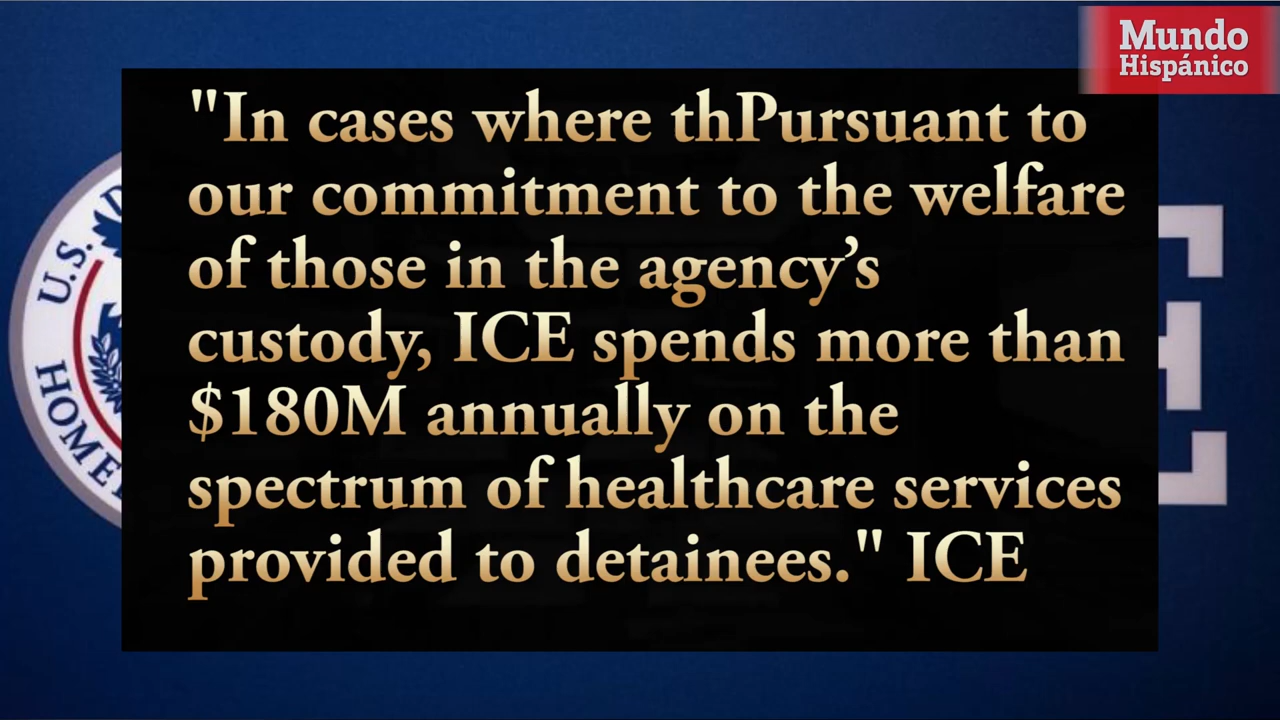 Mundo
Hispánico
"In cases where thPursuant to
our commitment to the welfare
of those in the agency’s
custody, ICE spends more than
$180M annually on the
spectrum of healthcare services
provided to detainees." ICE
U.S.